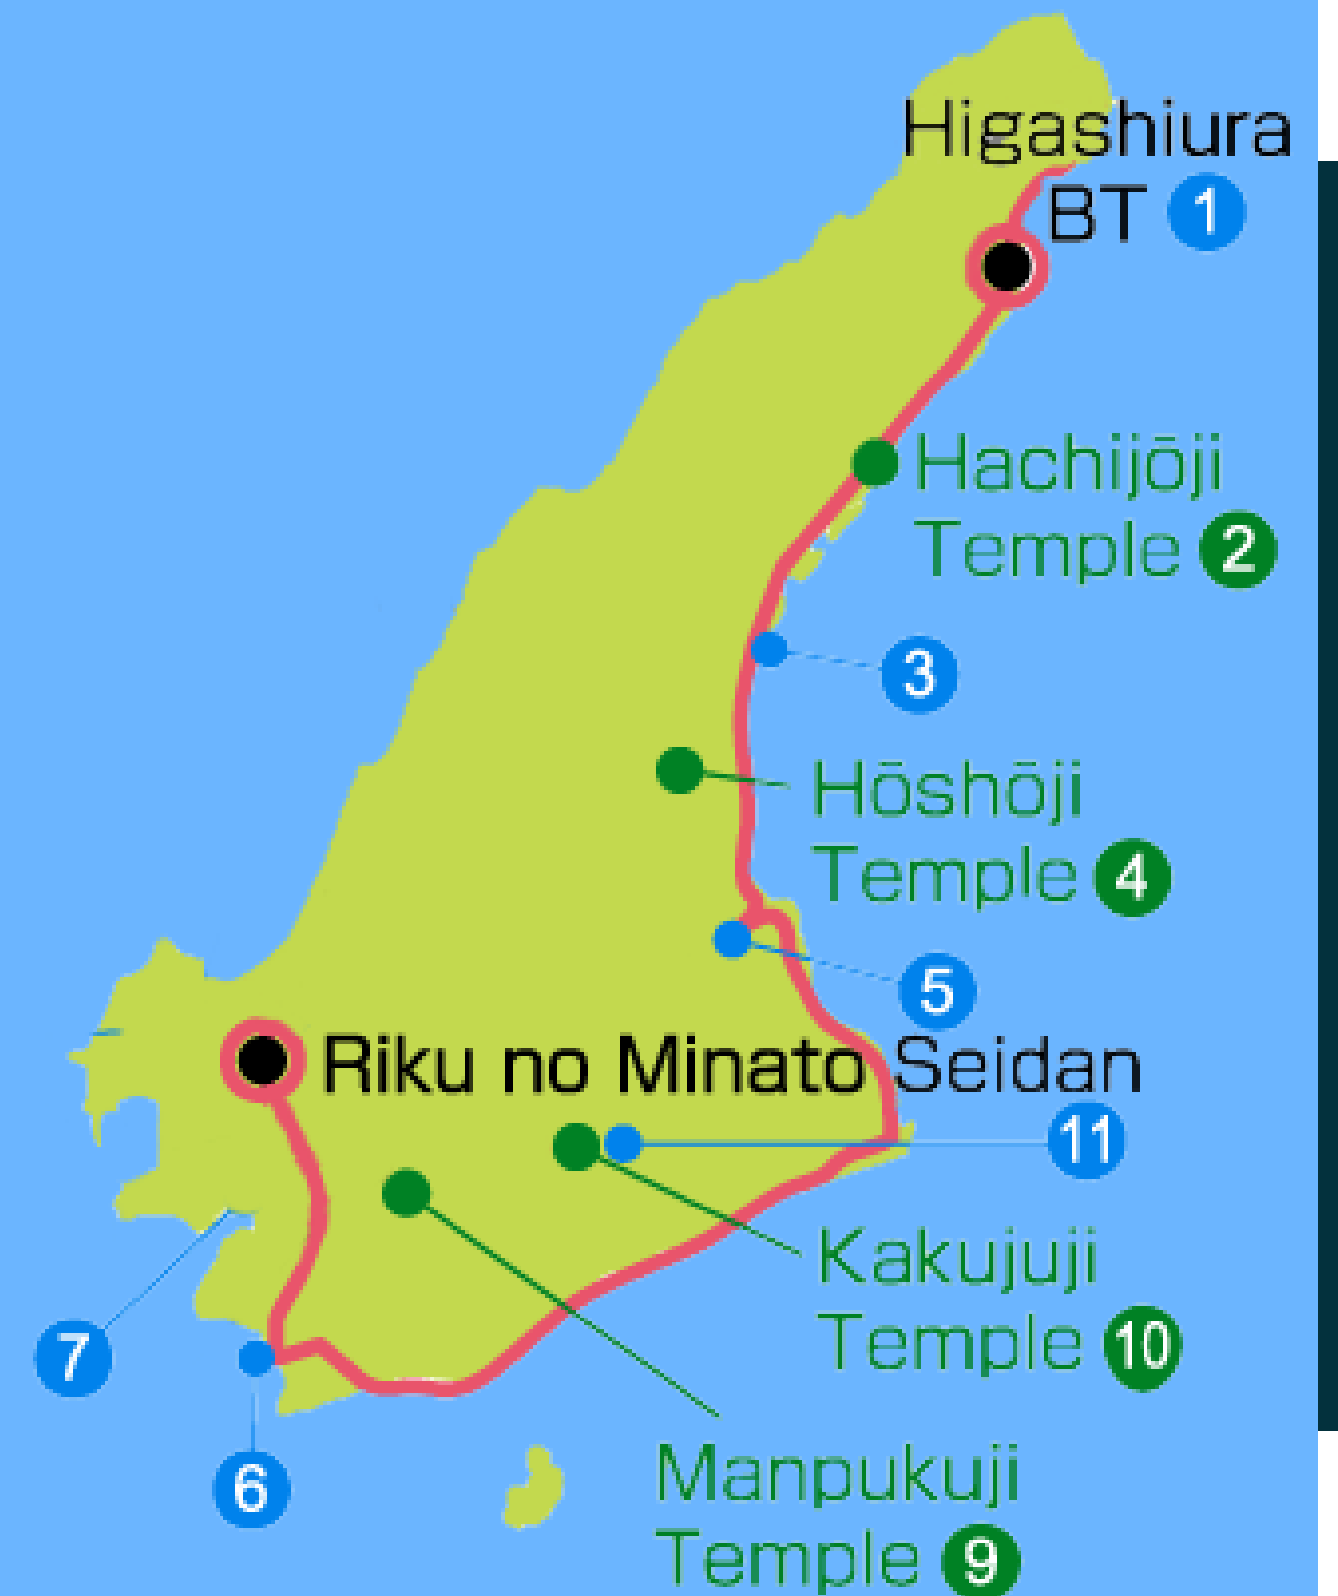 Higashiura
BT 1
Hachijōji
Temple 2
3
Hōshōji
Temple 4
5
Riku no Minato Seidan
11
Kakujuji
Temple 10
7
6
Manpukuji
Temple 9